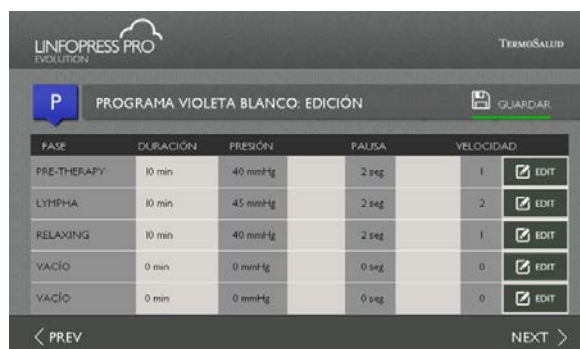 LINFOPRESS PRO
EVOLUTION
TERMOSALUD
P PROGRAMA VIOLETA BLANCO: EDICIÓN GUARDAR
FASE DURACIÓN PRESIÓN PAUSA VELOCIDAD
PRE-THERAPY 10 min 40 mmHg 2 seg 1 EDIT
LYMPHA 10 min 45 mmHg 2 seg 2 EDIT
RELAXING 10 min 40 mmHg 2 seg 1 EDIT
VACÍO 0 min 0 mmHg 0 seg 0 EDIT
VACÍO 0 min 0 mmHg 0 seg 0 EDIT
< PREV NEXT >